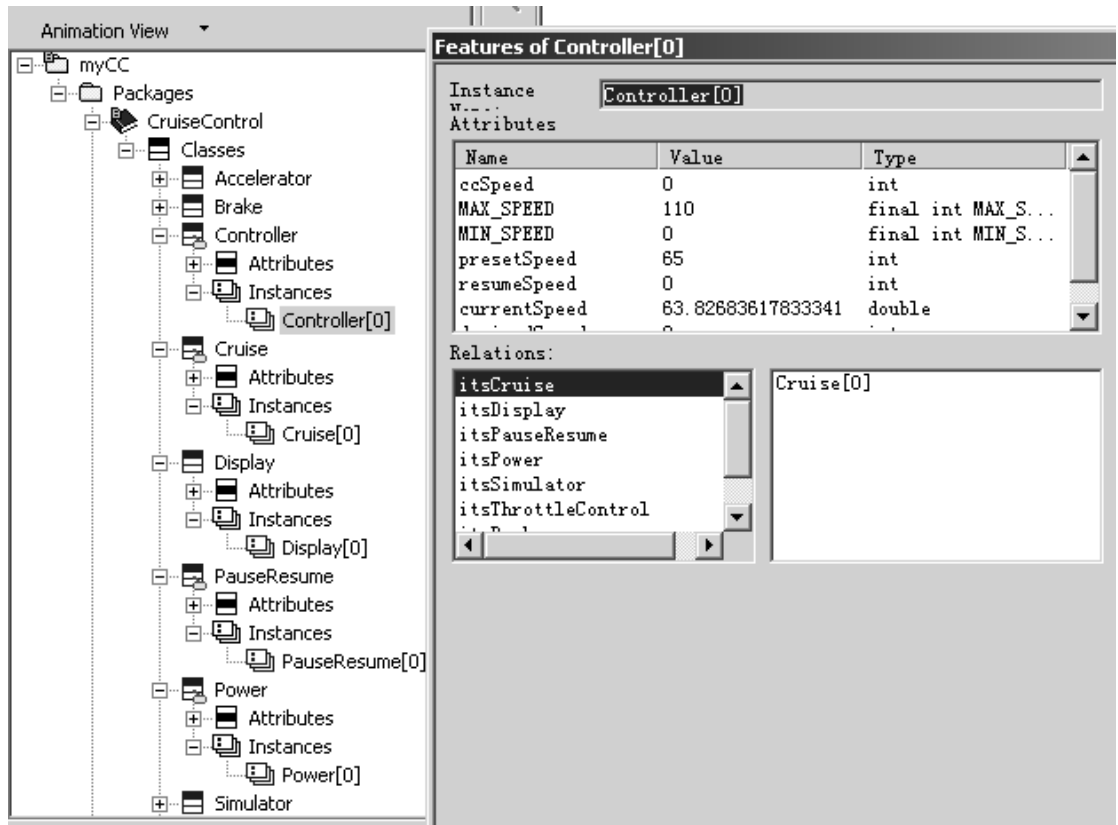 Animation View
myCC
Packages
CruiseControl
Classes
Accelerator
Brake
Controller
Attributes
Instances
Controller[0]
Cruise
Attributes
Instances
Cruise[0]
Display
Attributes
Instances
Display[0]
PauseResume
Attributes
Instances
PauseResume[0]
Power
Attributes
Instances
Power[0]
Simulator
Features of Controller[0]
Instance
Controller[0]
Attributes
Name Value Type
ccSpeed 0 int
MAX_SPEED 110 final int MAX_S...
MIN_SPEED 0 final int MIN_S...
presetSpeed 65 int
resumeSpeed 0 int
currentSpeed 63.82683617833341 double
Relations:
itsCruise
itsDisplay
itsPauseResume
itsPower
itsSimulator
itsThrottleControl
Cruise[0]